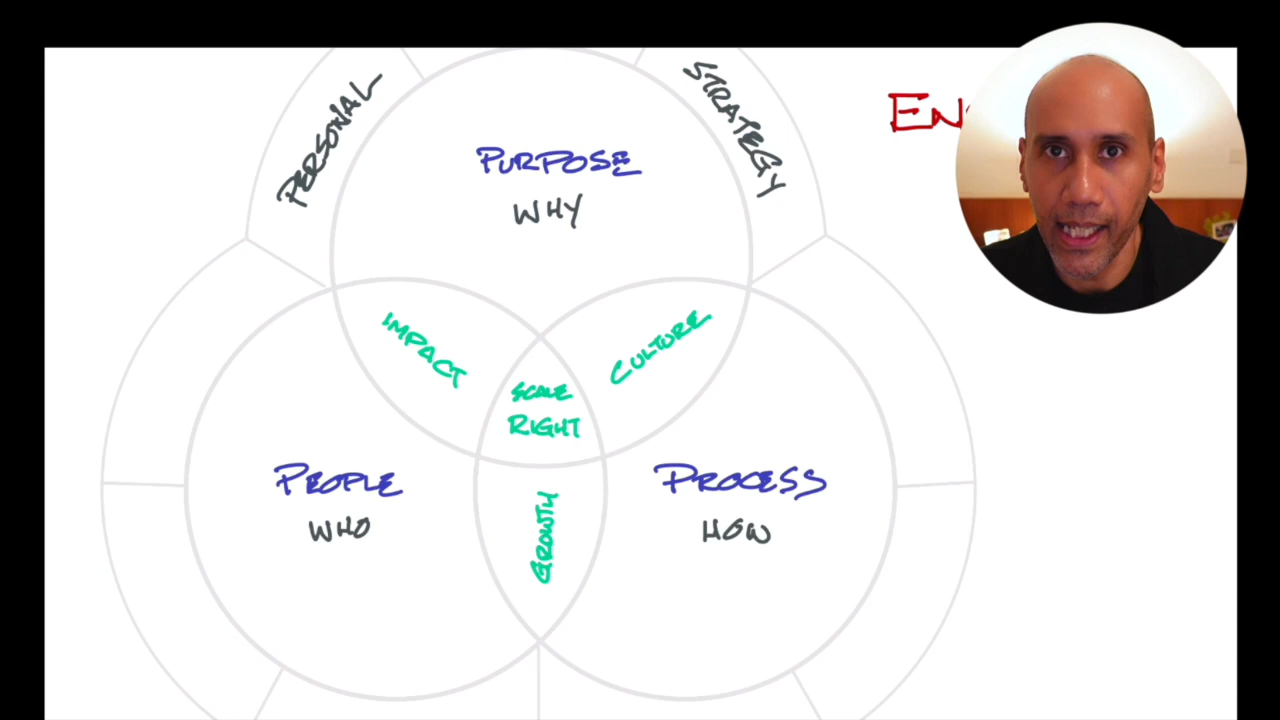 PERSONAL
STRATEGY
PURPOSE
WHY
IMPACT
CULTURE
SCALE
RIGHT
PEOPLE
WHO
PROCESS
HOW
GROWTH